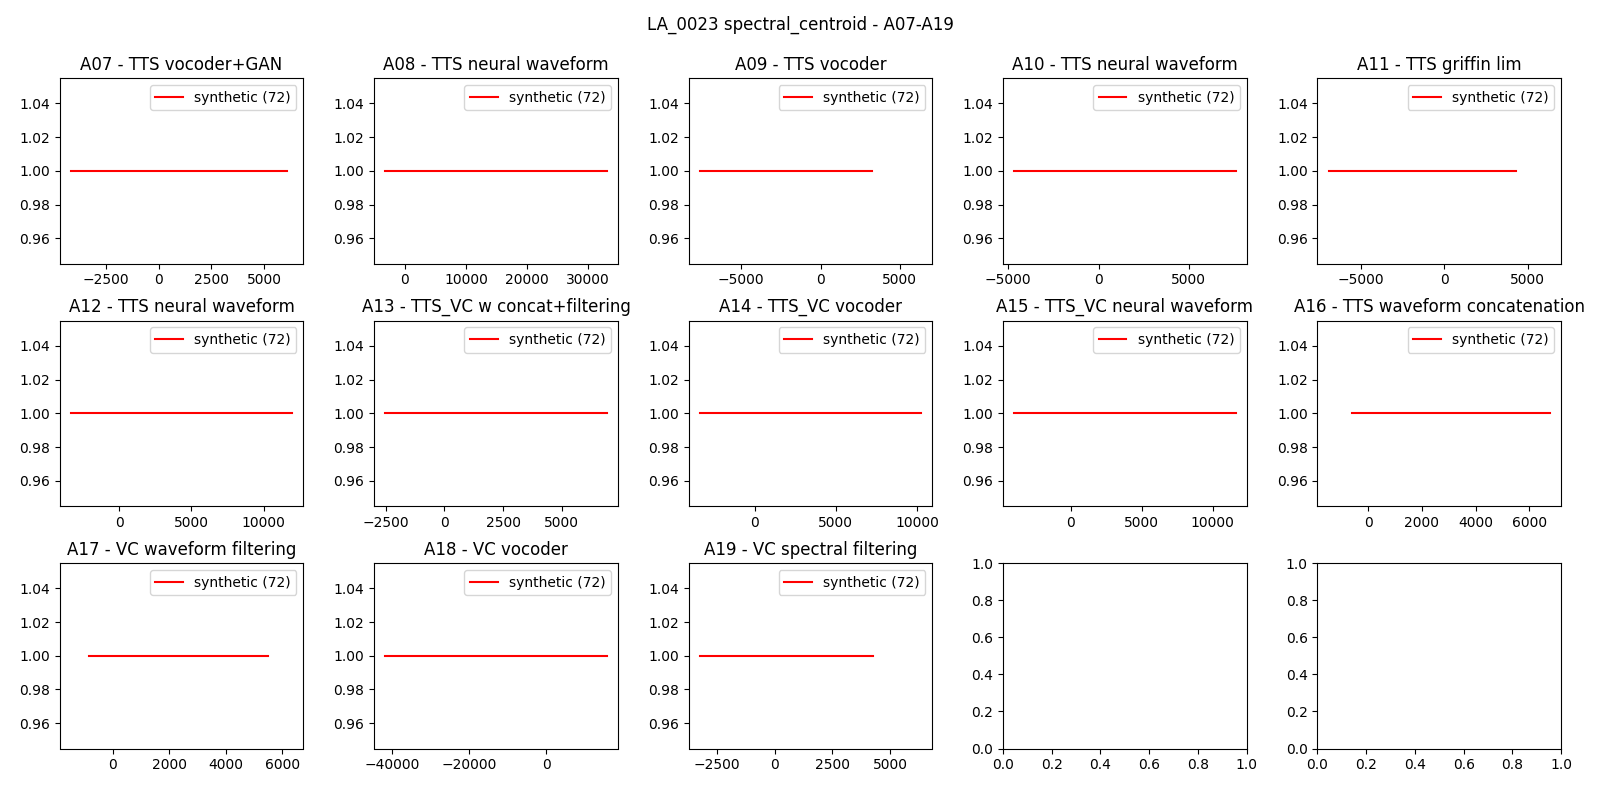 LA_0023 spectral_centroid - A07-A19
A07 - TTS vocoder+GAN
synthetic (72)
1.04
1.02
1.00
0.98
0.96
−2500 0 2500 5000
A08 - TTS neural waveform
synthetic (72)
1.04
1.02
1.00
0.98
0.96
0 10000 20000 30000
A09 - TTS vocoder
synthetic (72)
1.04
1.02
1.00
0.98
0.96
−5000 0 5000
A10 - TTS neural waveform
synthetic (72)
1.04
1.02
1.00
0.98
0.96
−5000 0 5000
A11 - TTS griffin lim
synthetic (72)
1.04
1.02
1.00
0.98
0.96
−5000 0 5000
A12 - TTS neural waveform
synthetic (72)
1.04
1.02
1.00
0.98
0.96
0 5000 10000
A13 - TTS_VC w concat+filtering
synthetic (72)
1.04
1.02
1.00
0.98
0.96
−2500 0 2500 5000
A14 - TTS_VC vocoder
synthetic (72)
1.04
1.02
1.00
0.98
0.96
0 5000 10000
A15 - TTS_VC neural waveform
synthetic (72)
1.04
1.02
1.00
0.98
0.96
0 5000 10000
A16 - TTS waveform concatenation
synthetic (72)
1.04
1.02
1.00
0.98
0.96
0 2000 4000 6000
A17 - VC waveform filtering
synthetic (72)
1.04
1.02
1.00
0.98
0.96
0 2000 4000 6000
A18 - VC vocoder
synthetic (72)
1.04
1.02
1.00
0.98
0.96
−40000 −20000 0
A19 - VC spectral filtering
synthetic (72)
1.04
1.02
1.00
0.98
0.96
−2500 0 2500 5000
1.0
0.8
0.6
0.4
0.2
0.0
0.0 0.2 0.4 0.6 0.8 1.0
1.0
0.8
0.6
0.4
0.2
0.0
0.0 0.2 0.4 0.6 0.8 1.0